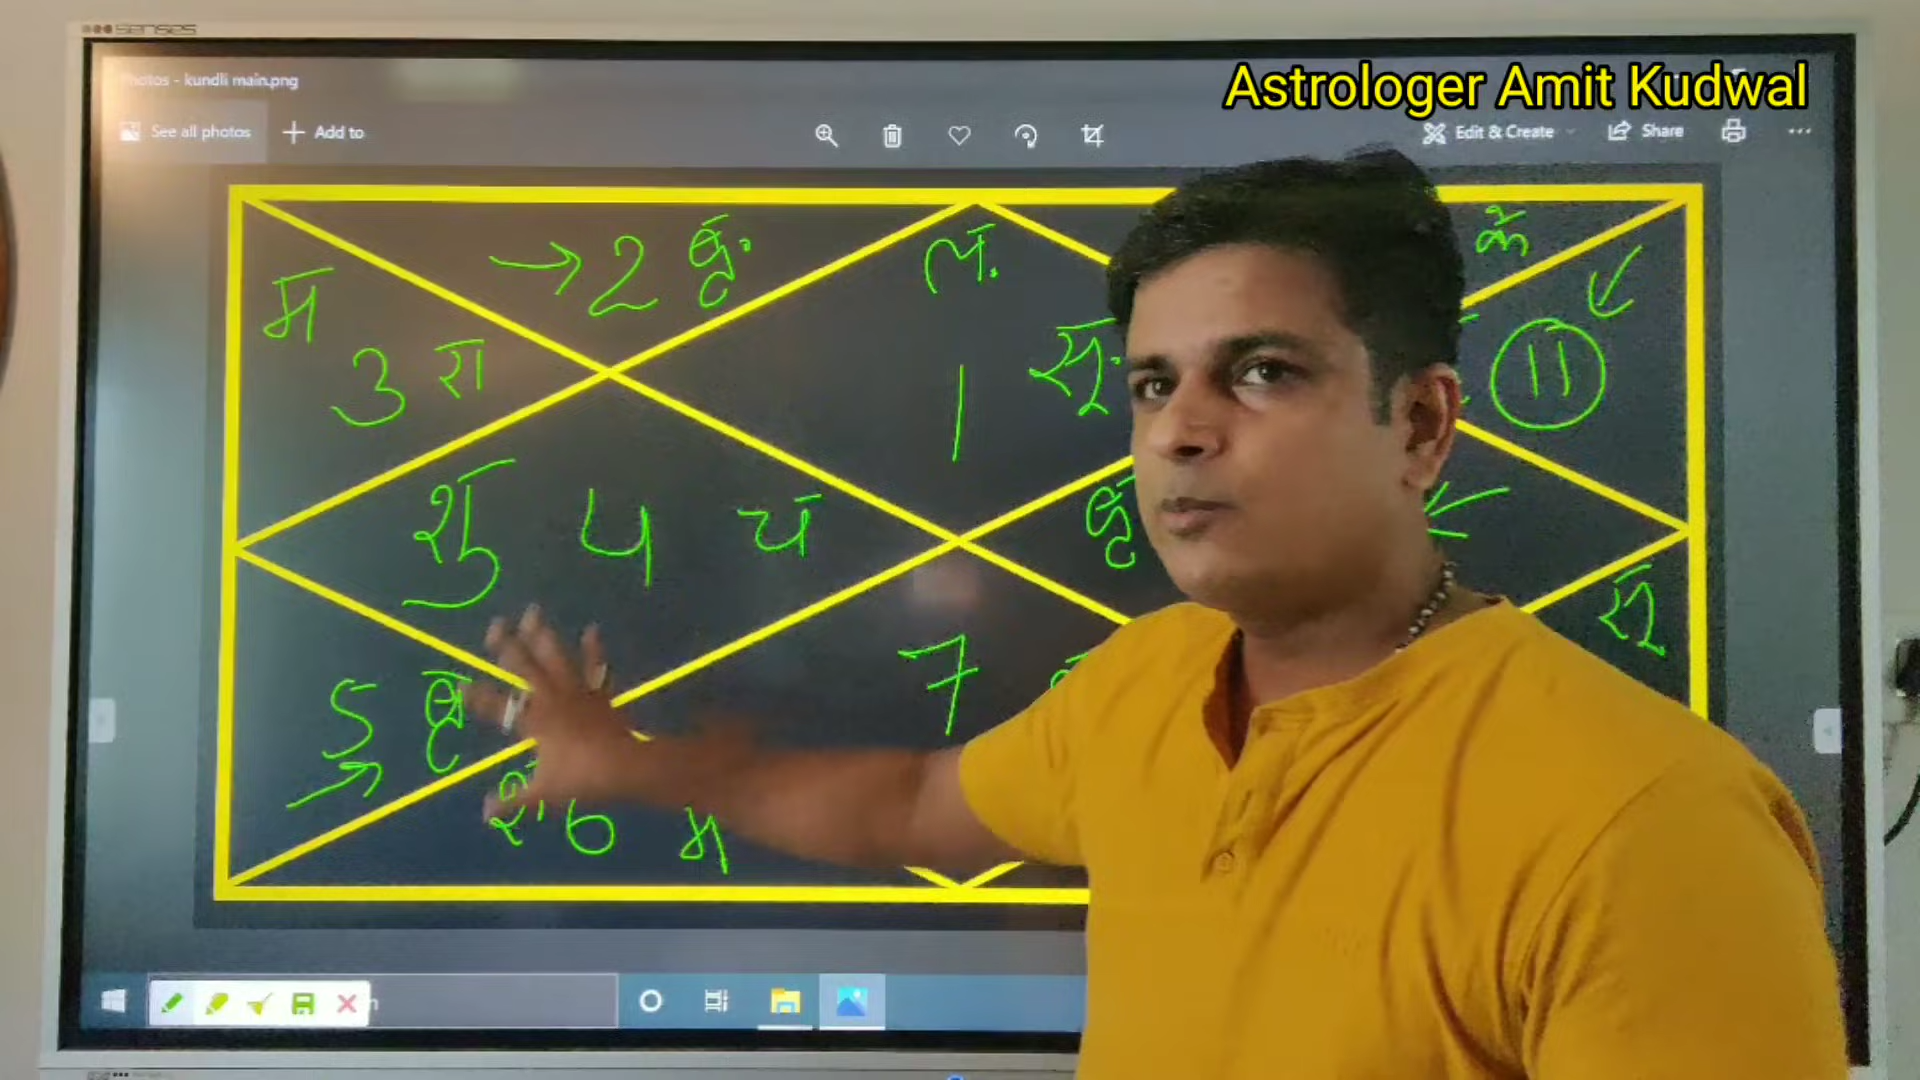 senses
Photos - kundli main.png
Astrologer Amit Kudwal
See all photos
Add to
Edit & Create
Share
2 बृ.
ल.
के
म
3 रा
1
सू.
11
शु 4 चं
बृ
5 बृ
7
रा
श. 6 म